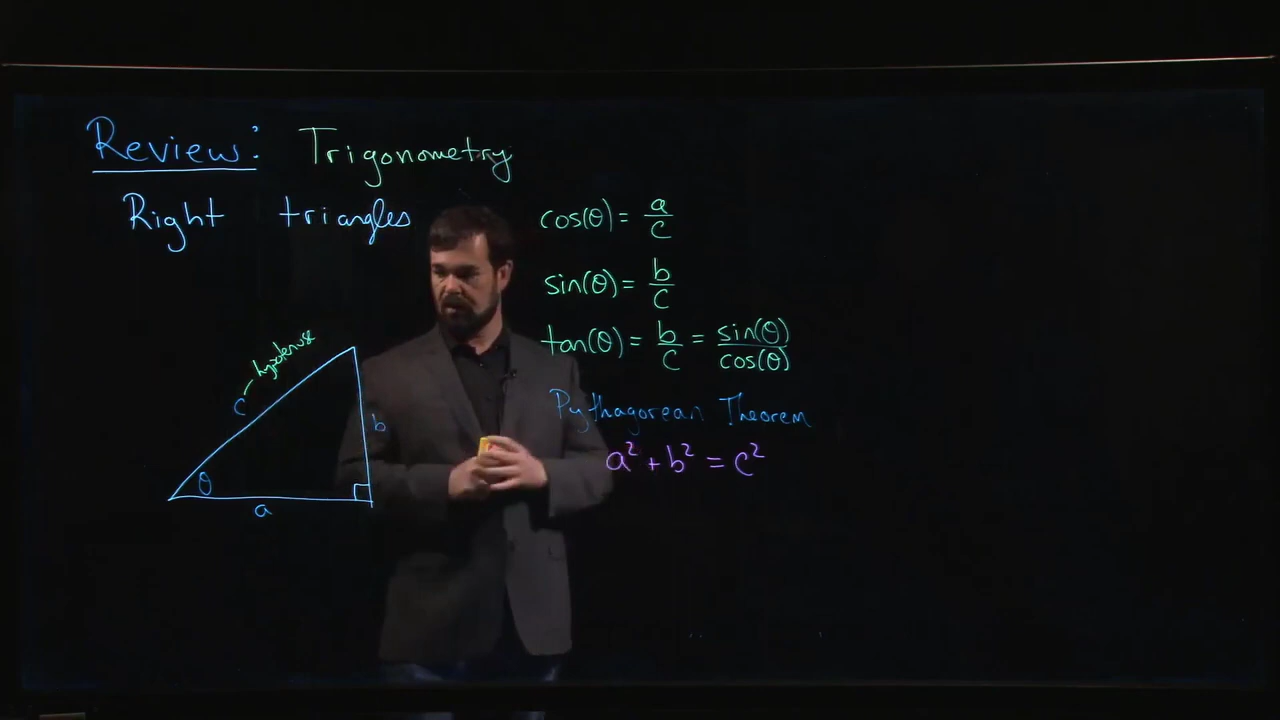 Review: Trigonometry
Right triangles
cos(θ) = a/c
sin(θ) = b/c
tan(θ) = b/c = sin(θ)/cos(θ)
Pythagorean Theorem
a² + b² = c²
hypotenuse
c
b
θ
a